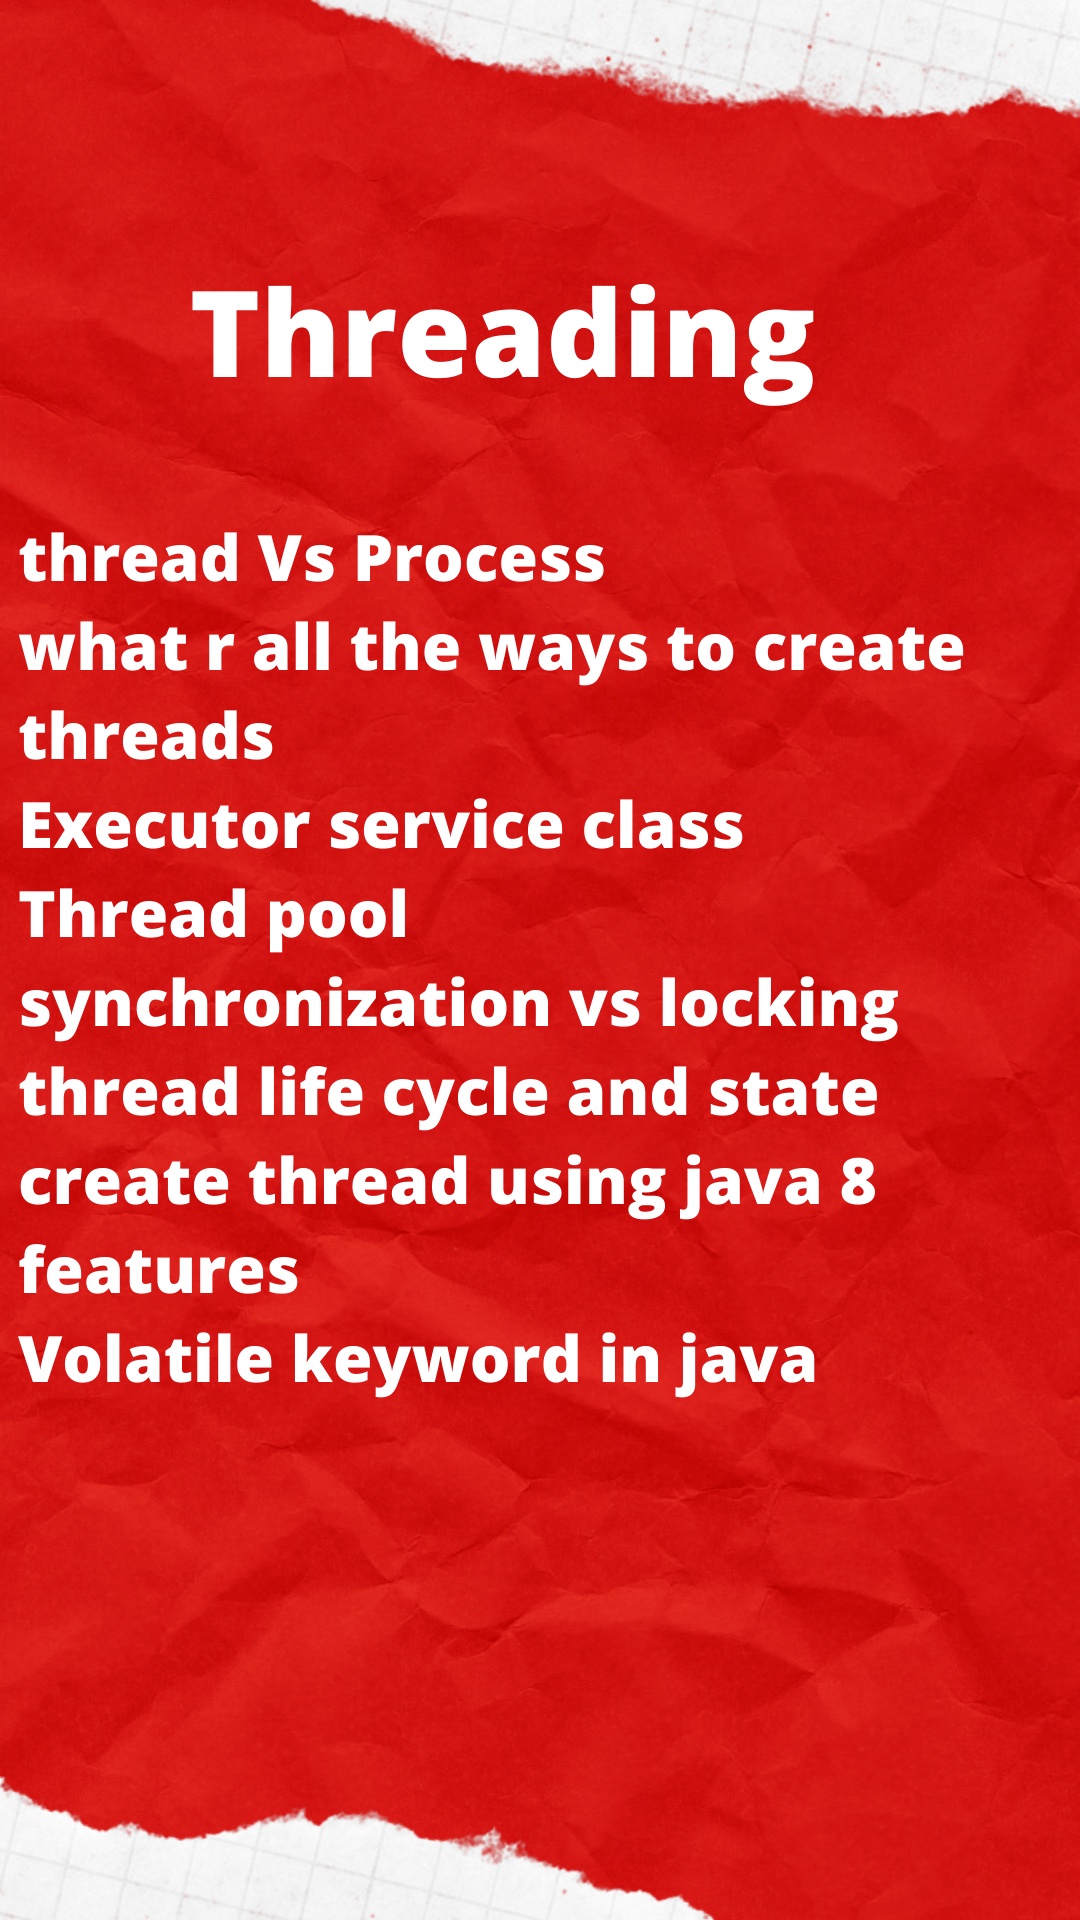 Threading
thread Vs Process
what r all the ways to create
threads
Executor service class
Thread pool
synchronization vs locking
thread life cycle and state
create thread using java 8
features
Volatile keyword in java